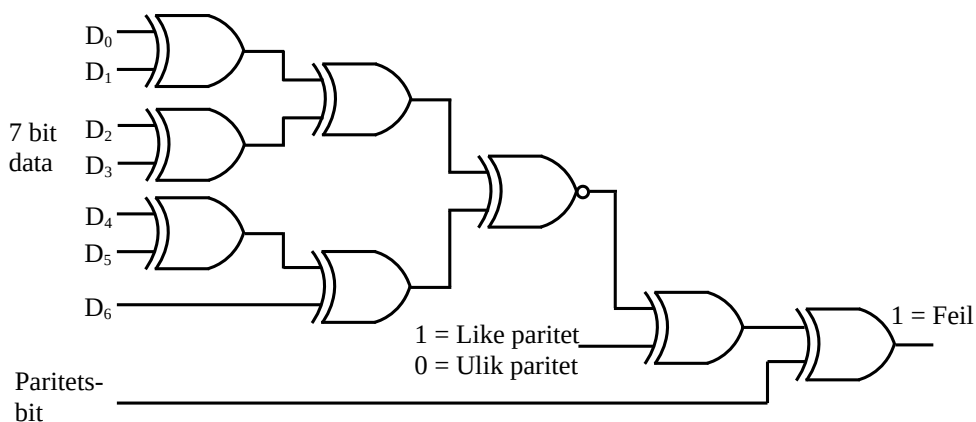 D₀
D₁
7 bit
data
D₂
D₃
D₄
D₅
D₆
1 = Like paritet
0 = Ulik paritet
1 = Feil
Paritets-
bit